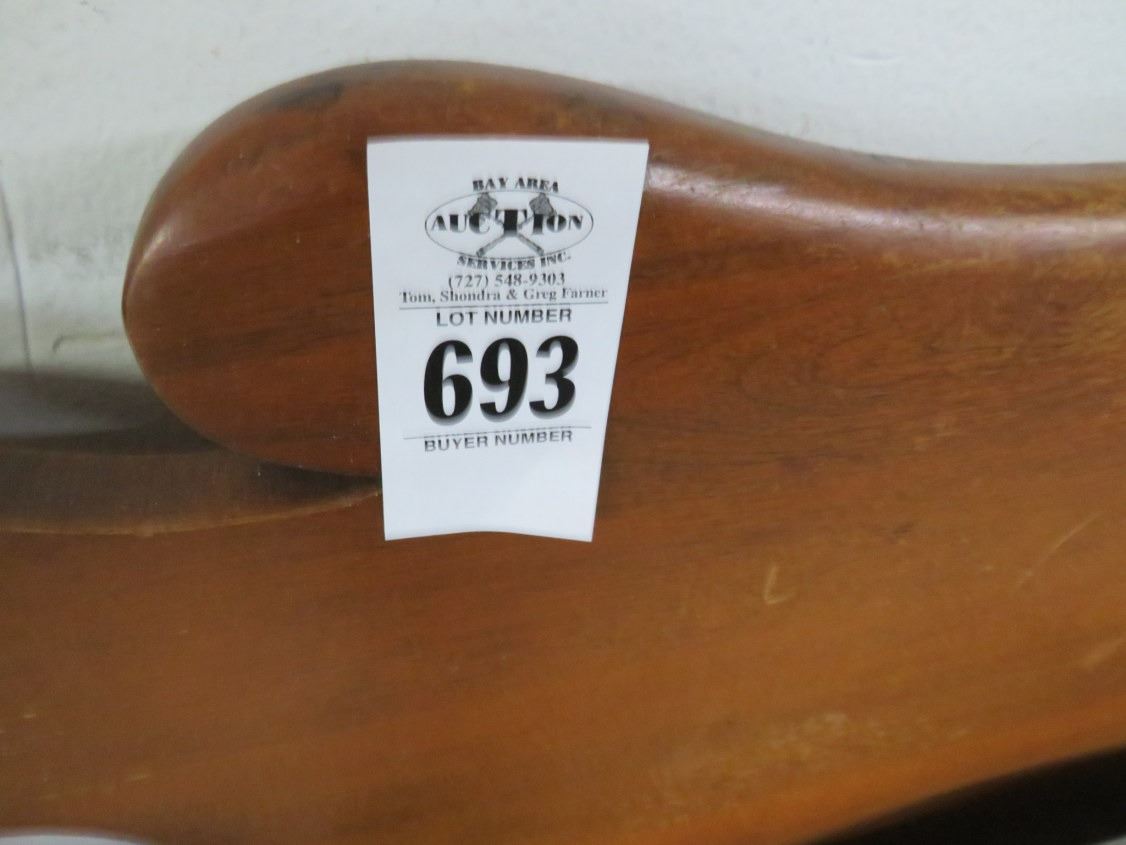 BAY AREA
AUCTION
SERVICES INC.
(727) 548-9303
Tom, Shondra & Greg Farner
LOT NUMBER
693
BUYER NUMBER